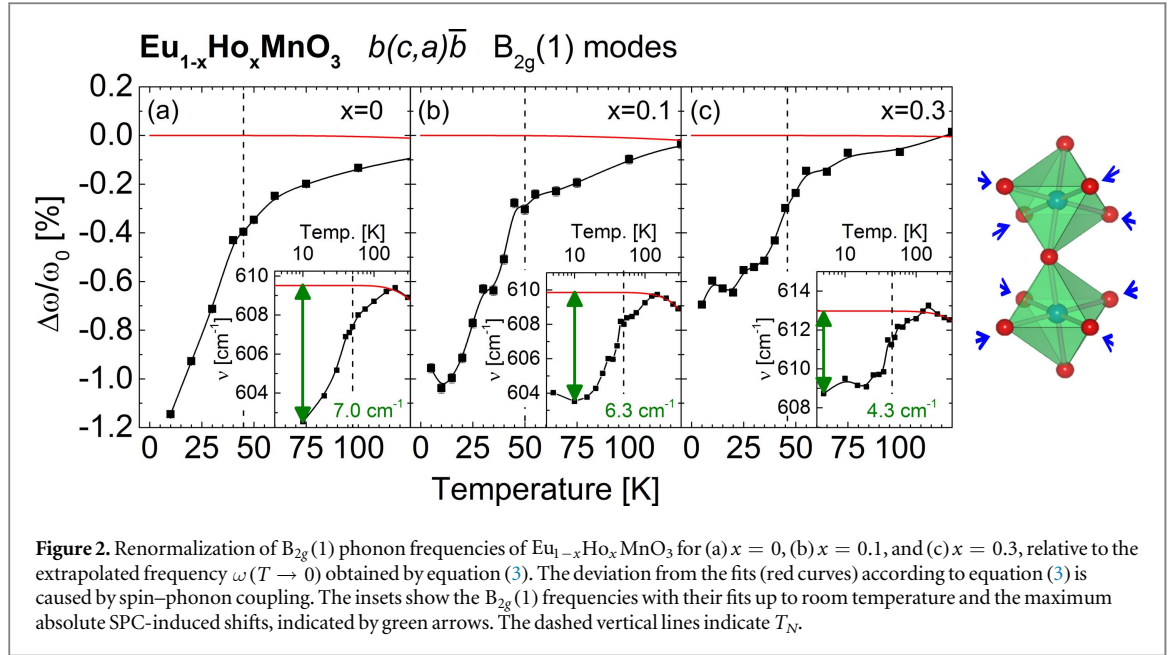 Eu₁₋ₓHoₓMnO₃ b(c,a)b̅ B₂g(1) modes
(a) x=0
(b) x=0.1
(c) x=0.3
0.2
0.0
-0.2
-0.4
-0.6
-0.8
-1.0
-1.2
Δω/ω₀ [%]
0 25 50 75 100
0 25 50 75 100
0 25 50 75 100
Temperature [K]
Temp. [K]
10 100
610
608
606
604
ν [cm⁻¹]
7.0 cm⁻¹
Temp. [K]
10 100
610
608
606
604
ν [cm⁻¹]
6.3 cm⁻¹
Temp. [K]
10 100
614
612
610
608
ν [cm⁻¹]
4.3 cm⁻¹
Figure 2. Renormalization of B₂g(1) phonon frequencies of Eu₁₋ₓHoₓMnO₃ for (a) x = 0, (b) x = 0.1, and (c) x = 0.3, relative to the
extrapolated frequency ω(T → 0) obtained by equation (3). The deviation from the fits (red curves) according to equation (3) is
caused by spin–phonon coupling. The insets show the B₂g(1) frequencies with their fits up to room temperature and the maximum
absolute SPC-induced shifts, indicated by green arrows. The dashed vertical lines indicate T_N.